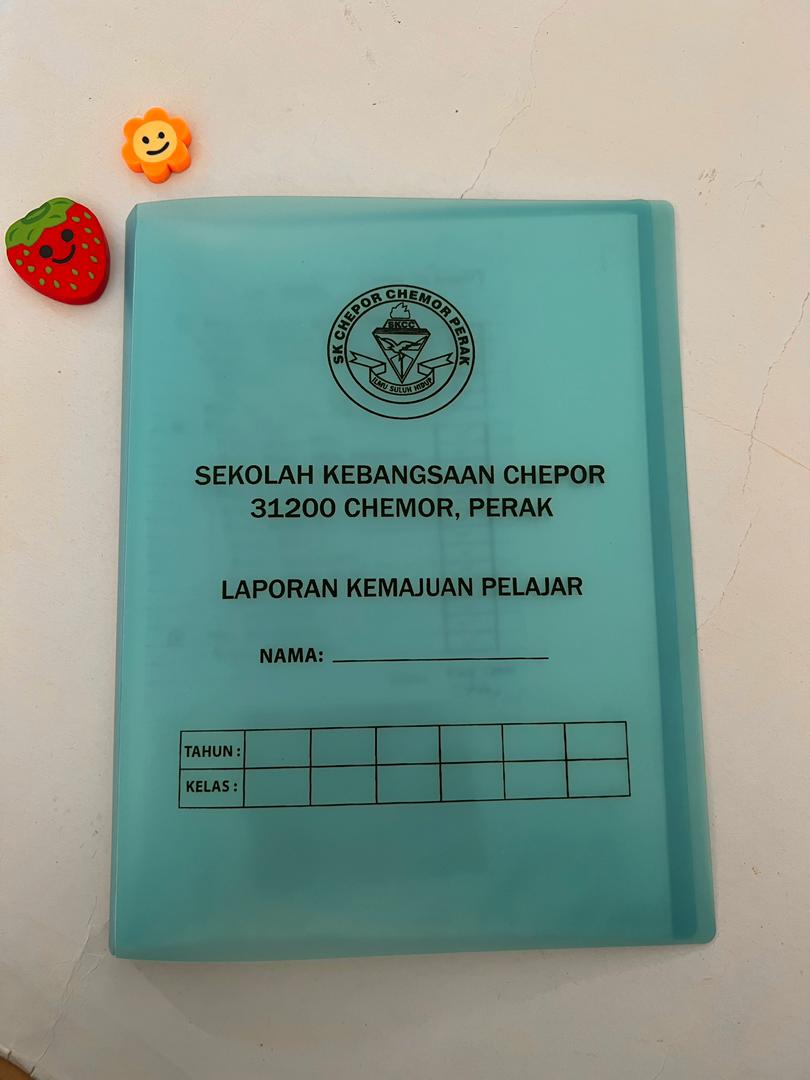 SK CHEPOR CHEMOR PERAK
SKCC
ILMU SULUH HIDUP
SEKOLAH KEBANGSAAN CHEPOR
31200 CHEMOR, PERAK
LAPORAN KEMAJUAN PELAJAR
NAMA:
TAHUN :
KELAS :